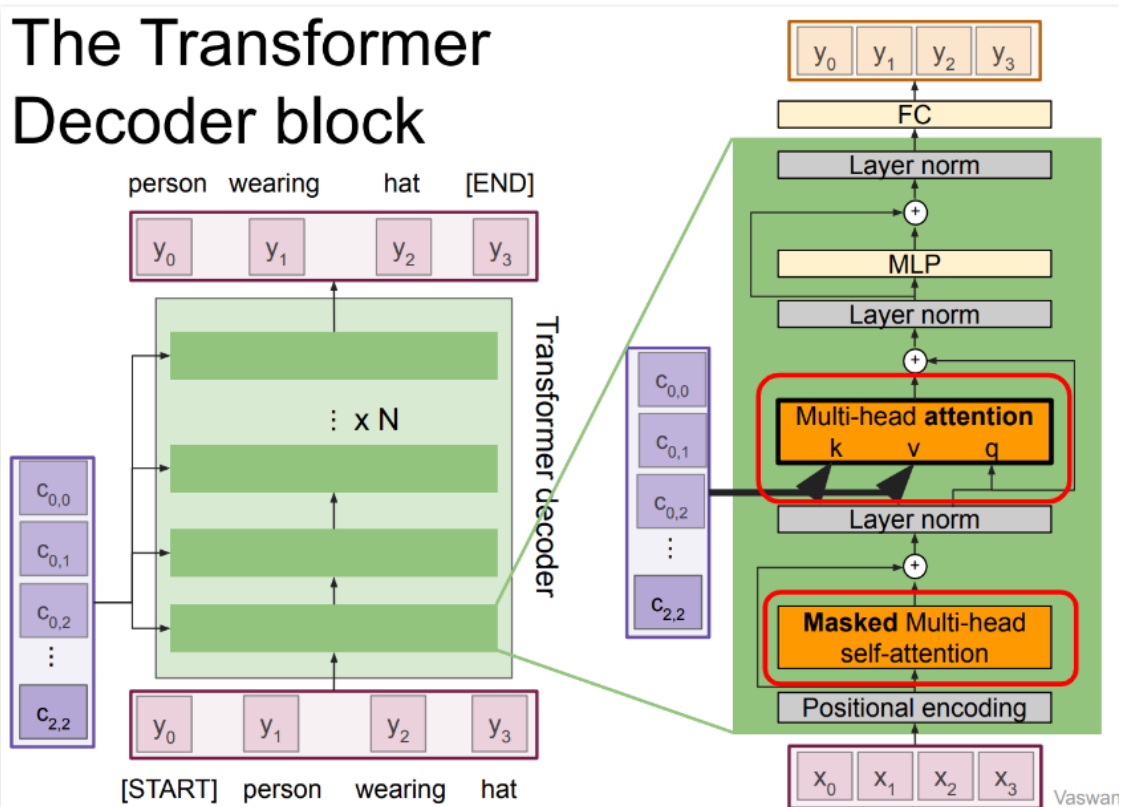 The Transformer
Decoder block
person wearing hat [END]
y0 y1 y2 y3
Transformer decoder
⋮ x N
c0,0
c0,1
c0,2
⋮
c2,2
y0 y1 y2 y3
[START] person wearing hat
y0 y1 y2 y3
FC
Layer norm
+
MLP
Layer norm
+
Multi-head attention
k v q
Layer norm
+
Masked Multi-head
self-attention
Positional encoding
x0 x1 x2 x3
c0,0
c0,1
c0,2
⋮
c2,2
Vaswan